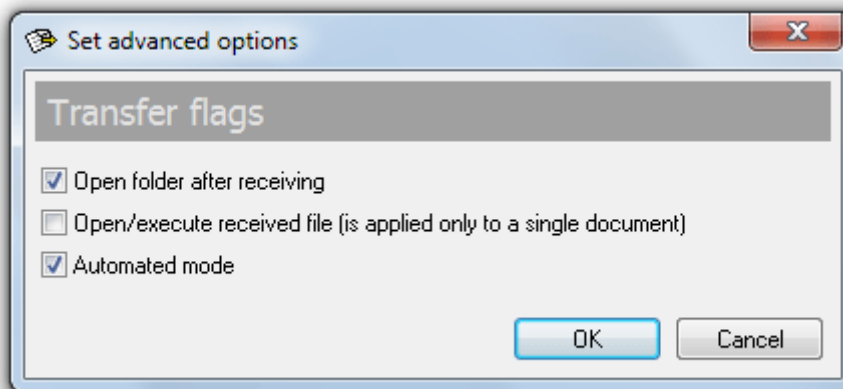 Set advanced options
Transfer flags
Open folder after receiving
Open/execute received file (is applied only to a single document)
Automated mode
OK
Cancel